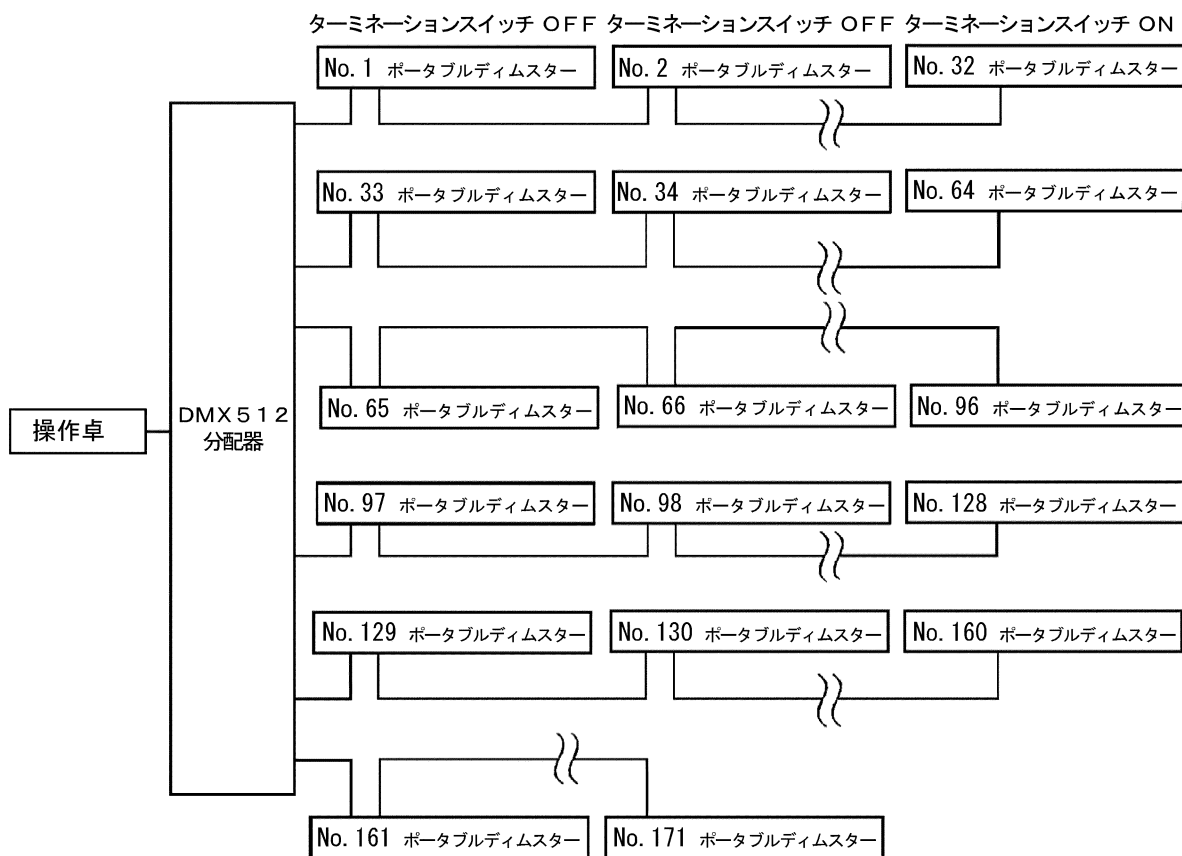 ターミネーションスイッチ OFF ターミネーションスイッチ OFF ターミネーションスイッチ ON
No. 1 ポータブルディムスター
No. 2 ポータブルディムスター
No. 32 ポータブルディムスター
No. 33 ポータブルディムスター
No. 34 ポータブルディムスター
No. 64 ポータブルディムスター
No. 65 ポータブルディムスター
No. 66 ポータブルディムスター
No. 96 ポータブルディムスター
操作卓
DMX512
分配器
No. 97 ポータブルディムスター
No. 98 ポータブルディムスター
No. 128 ポータブルディムスター
No. 129 ポータブルディムスター
No. 130 ポータブルディムスター
No. 160 ポータブルディムスター
No. 161 ポータブルディムスター
No. 171 ポータブルディムスター